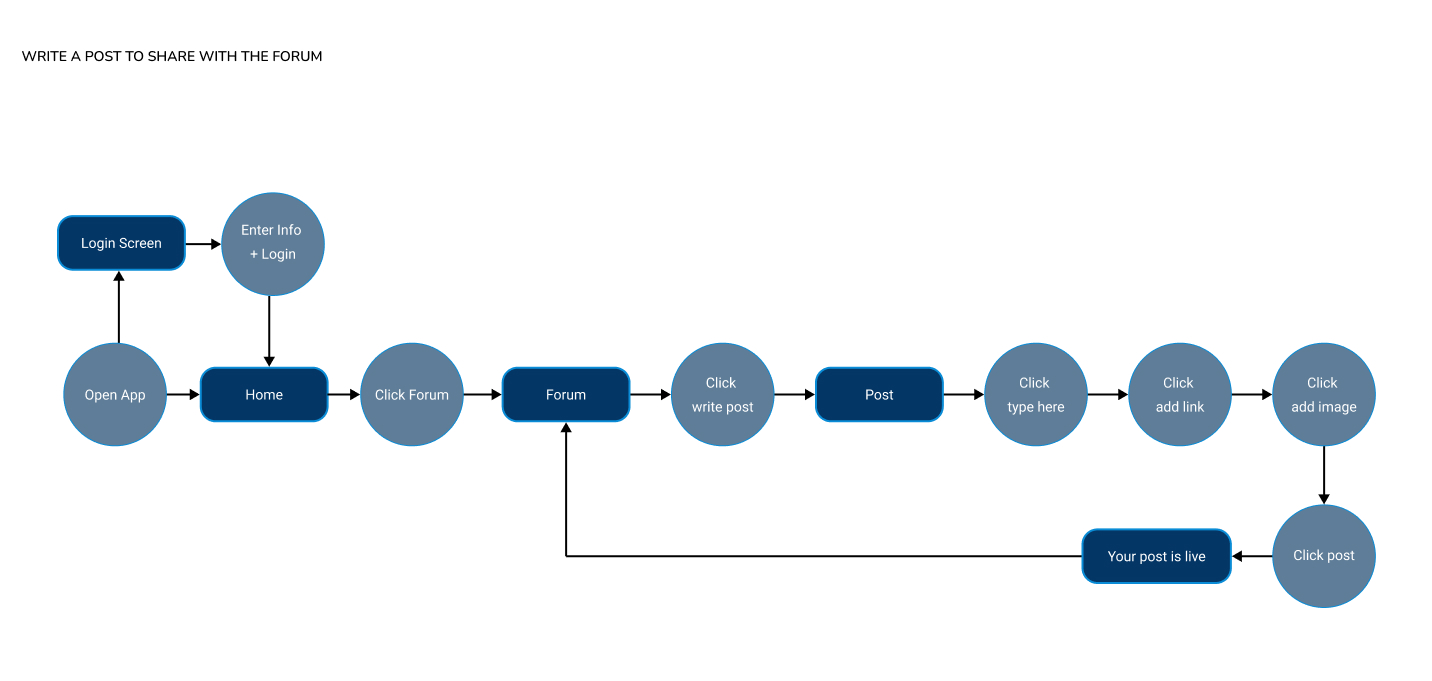 WRITE A POST TO SHARE WITH THE FORUM
Login Screen
Enter Info
+ Login
Open App
Home
Click Forum
Forum
Click
write post
Post
Click
type here
Click
add link
Click
add image
Your post is live
Click post